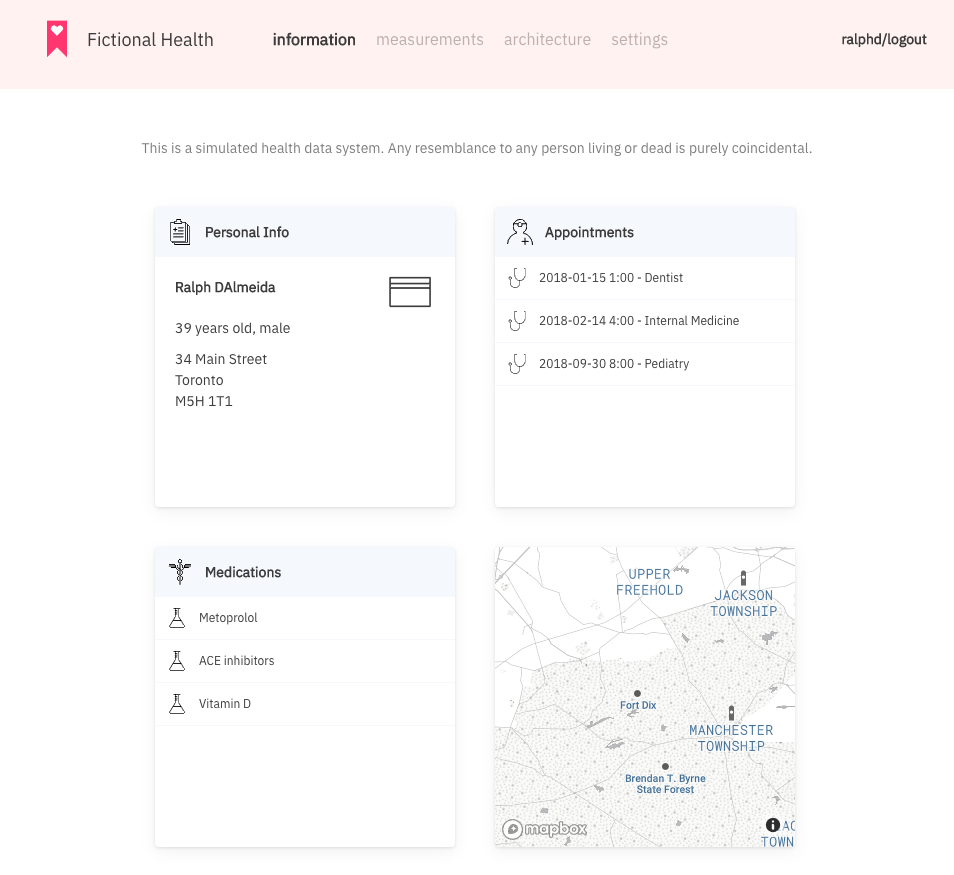 Fictional Health
information measurements architecture settings
ralphd/logout
This is a simulated health data system. Any resemblance to any person living or dead is purely coincidental.
Personal Info
Ralph DAlmeida
39 years old, male
34 Main Street
Toronto
M5H 1T1
Appointments
2018-01-15 1:00 - Dentist
2018-02-14 4:00 - Internal Medicine
2018-09-30 8:00 - Pediatry
Medications
Metoprolol
ACE inhibitors
Vitamin D
UPPER
FREEHOLD
JACKSON
TOWNSHIP
Fort Dix
MANCHESTER
TOWNSHIP
Brendan T. Byrne
State Forest
mapbox
TOWN